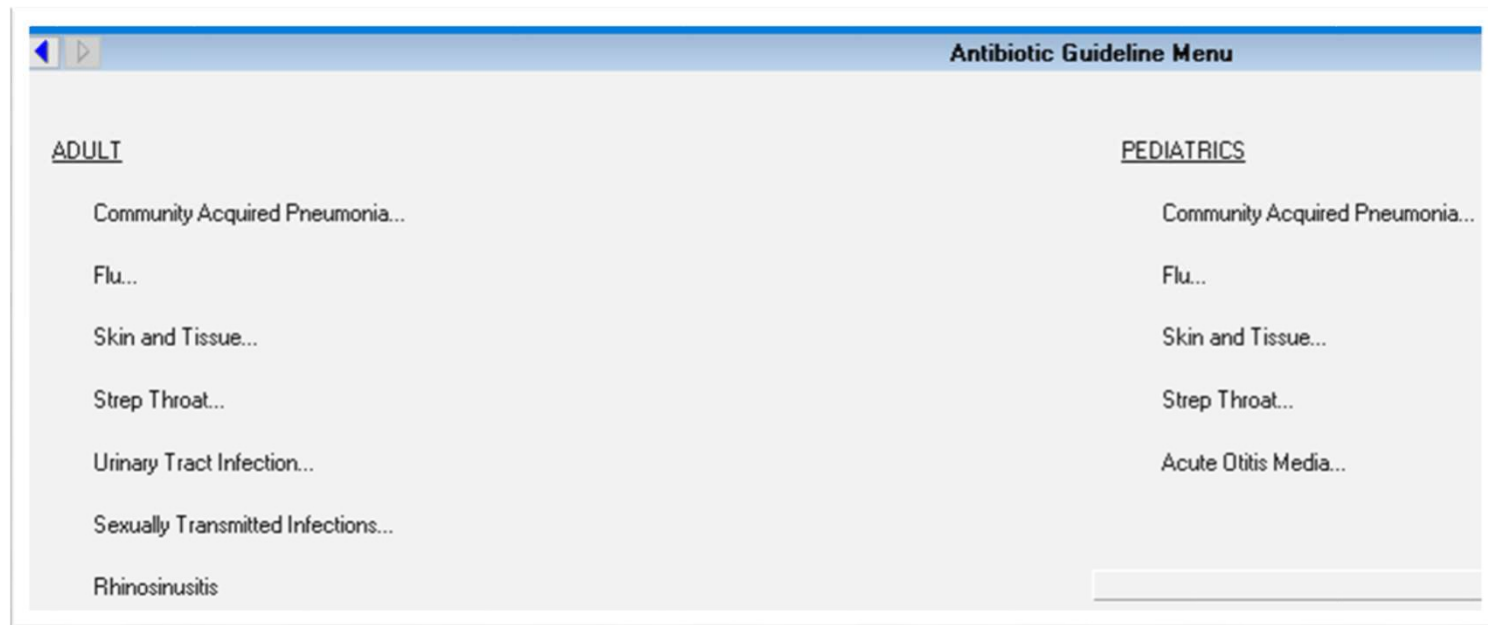 Antibiotic Guideline Menu
ADULT
Community Acquired Pneumonia...
Flu...
Skin and Tissue...
Strep Throat...
Urinary Tract Infection...
Sexually Transmitted Infections...
Rhinosinusitis
PEDIATRICS
Community Acquired Pneumonia...
Flu...
Skin and Tissue...
Strep Throat...
Acute Otitis Media...